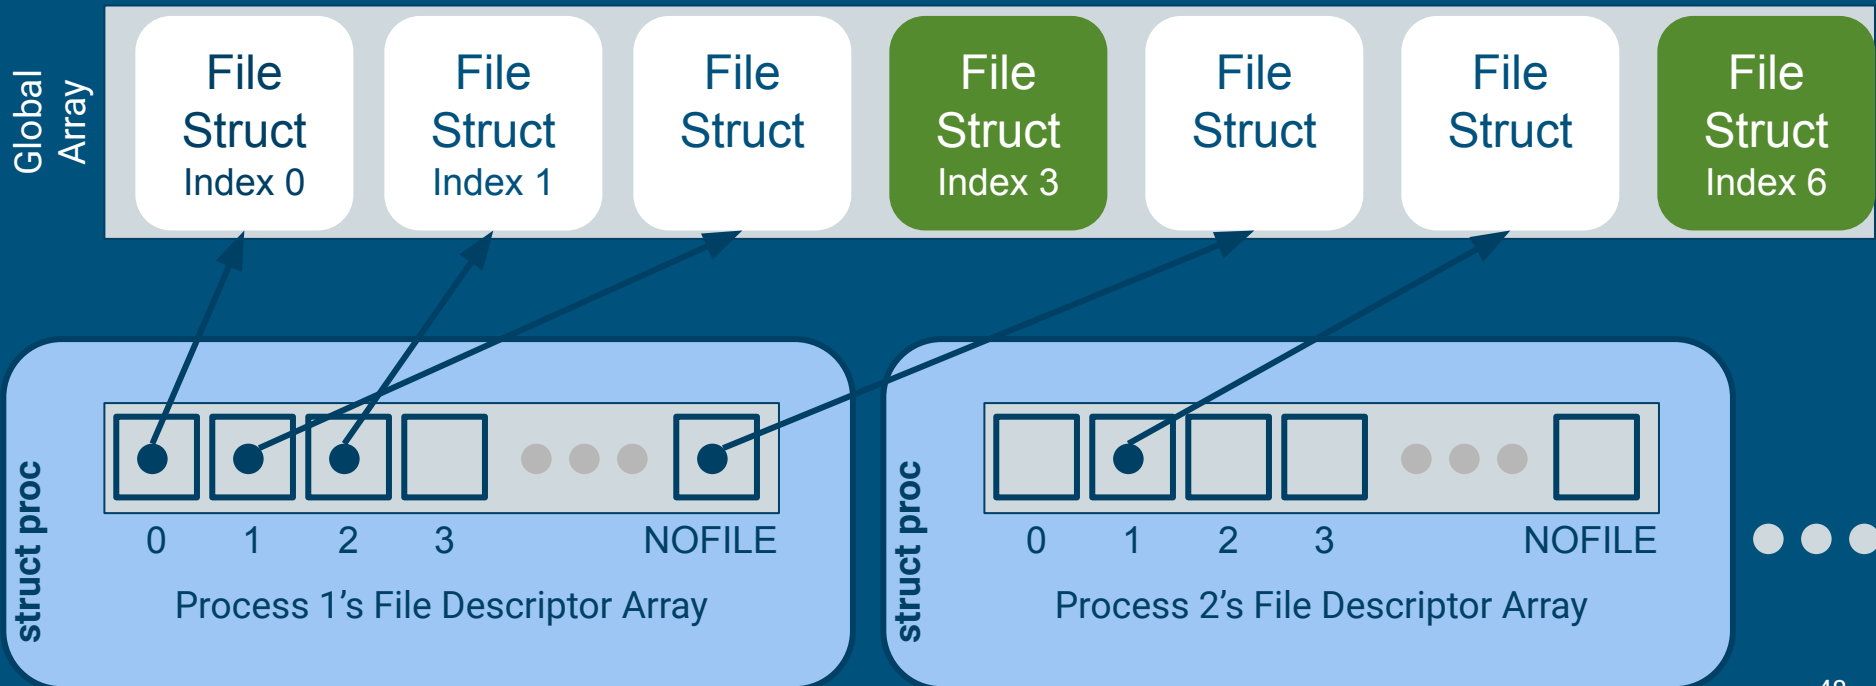 Global
Array
File
Struct
Index 0
File
Struct
Index 1
File
Struct
File
Struct
Index 3
File
Struct
File
Struct
File
Struct
Index 6
struct proc
0 1 2 3 NOFILE
Process 1’s File Descriptor Array
struct proc
0 1 2 3 NOFILE
Process 2’s File Descriptor Array